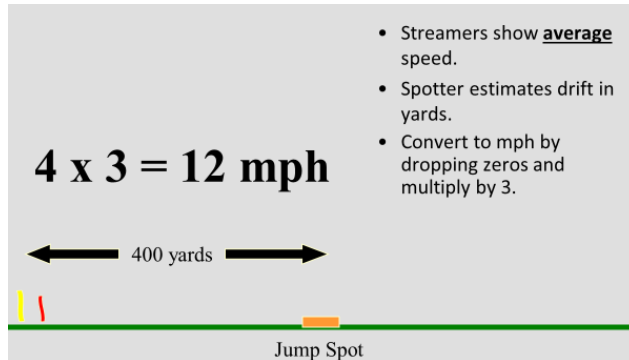 • Streamers show average
speed.
• Spotter estimates drift in
yards.
• Convert to mph by
dropping zeros and
multiply by 3.
4 x 3 = 12 mph
400 yards
Jump Spot